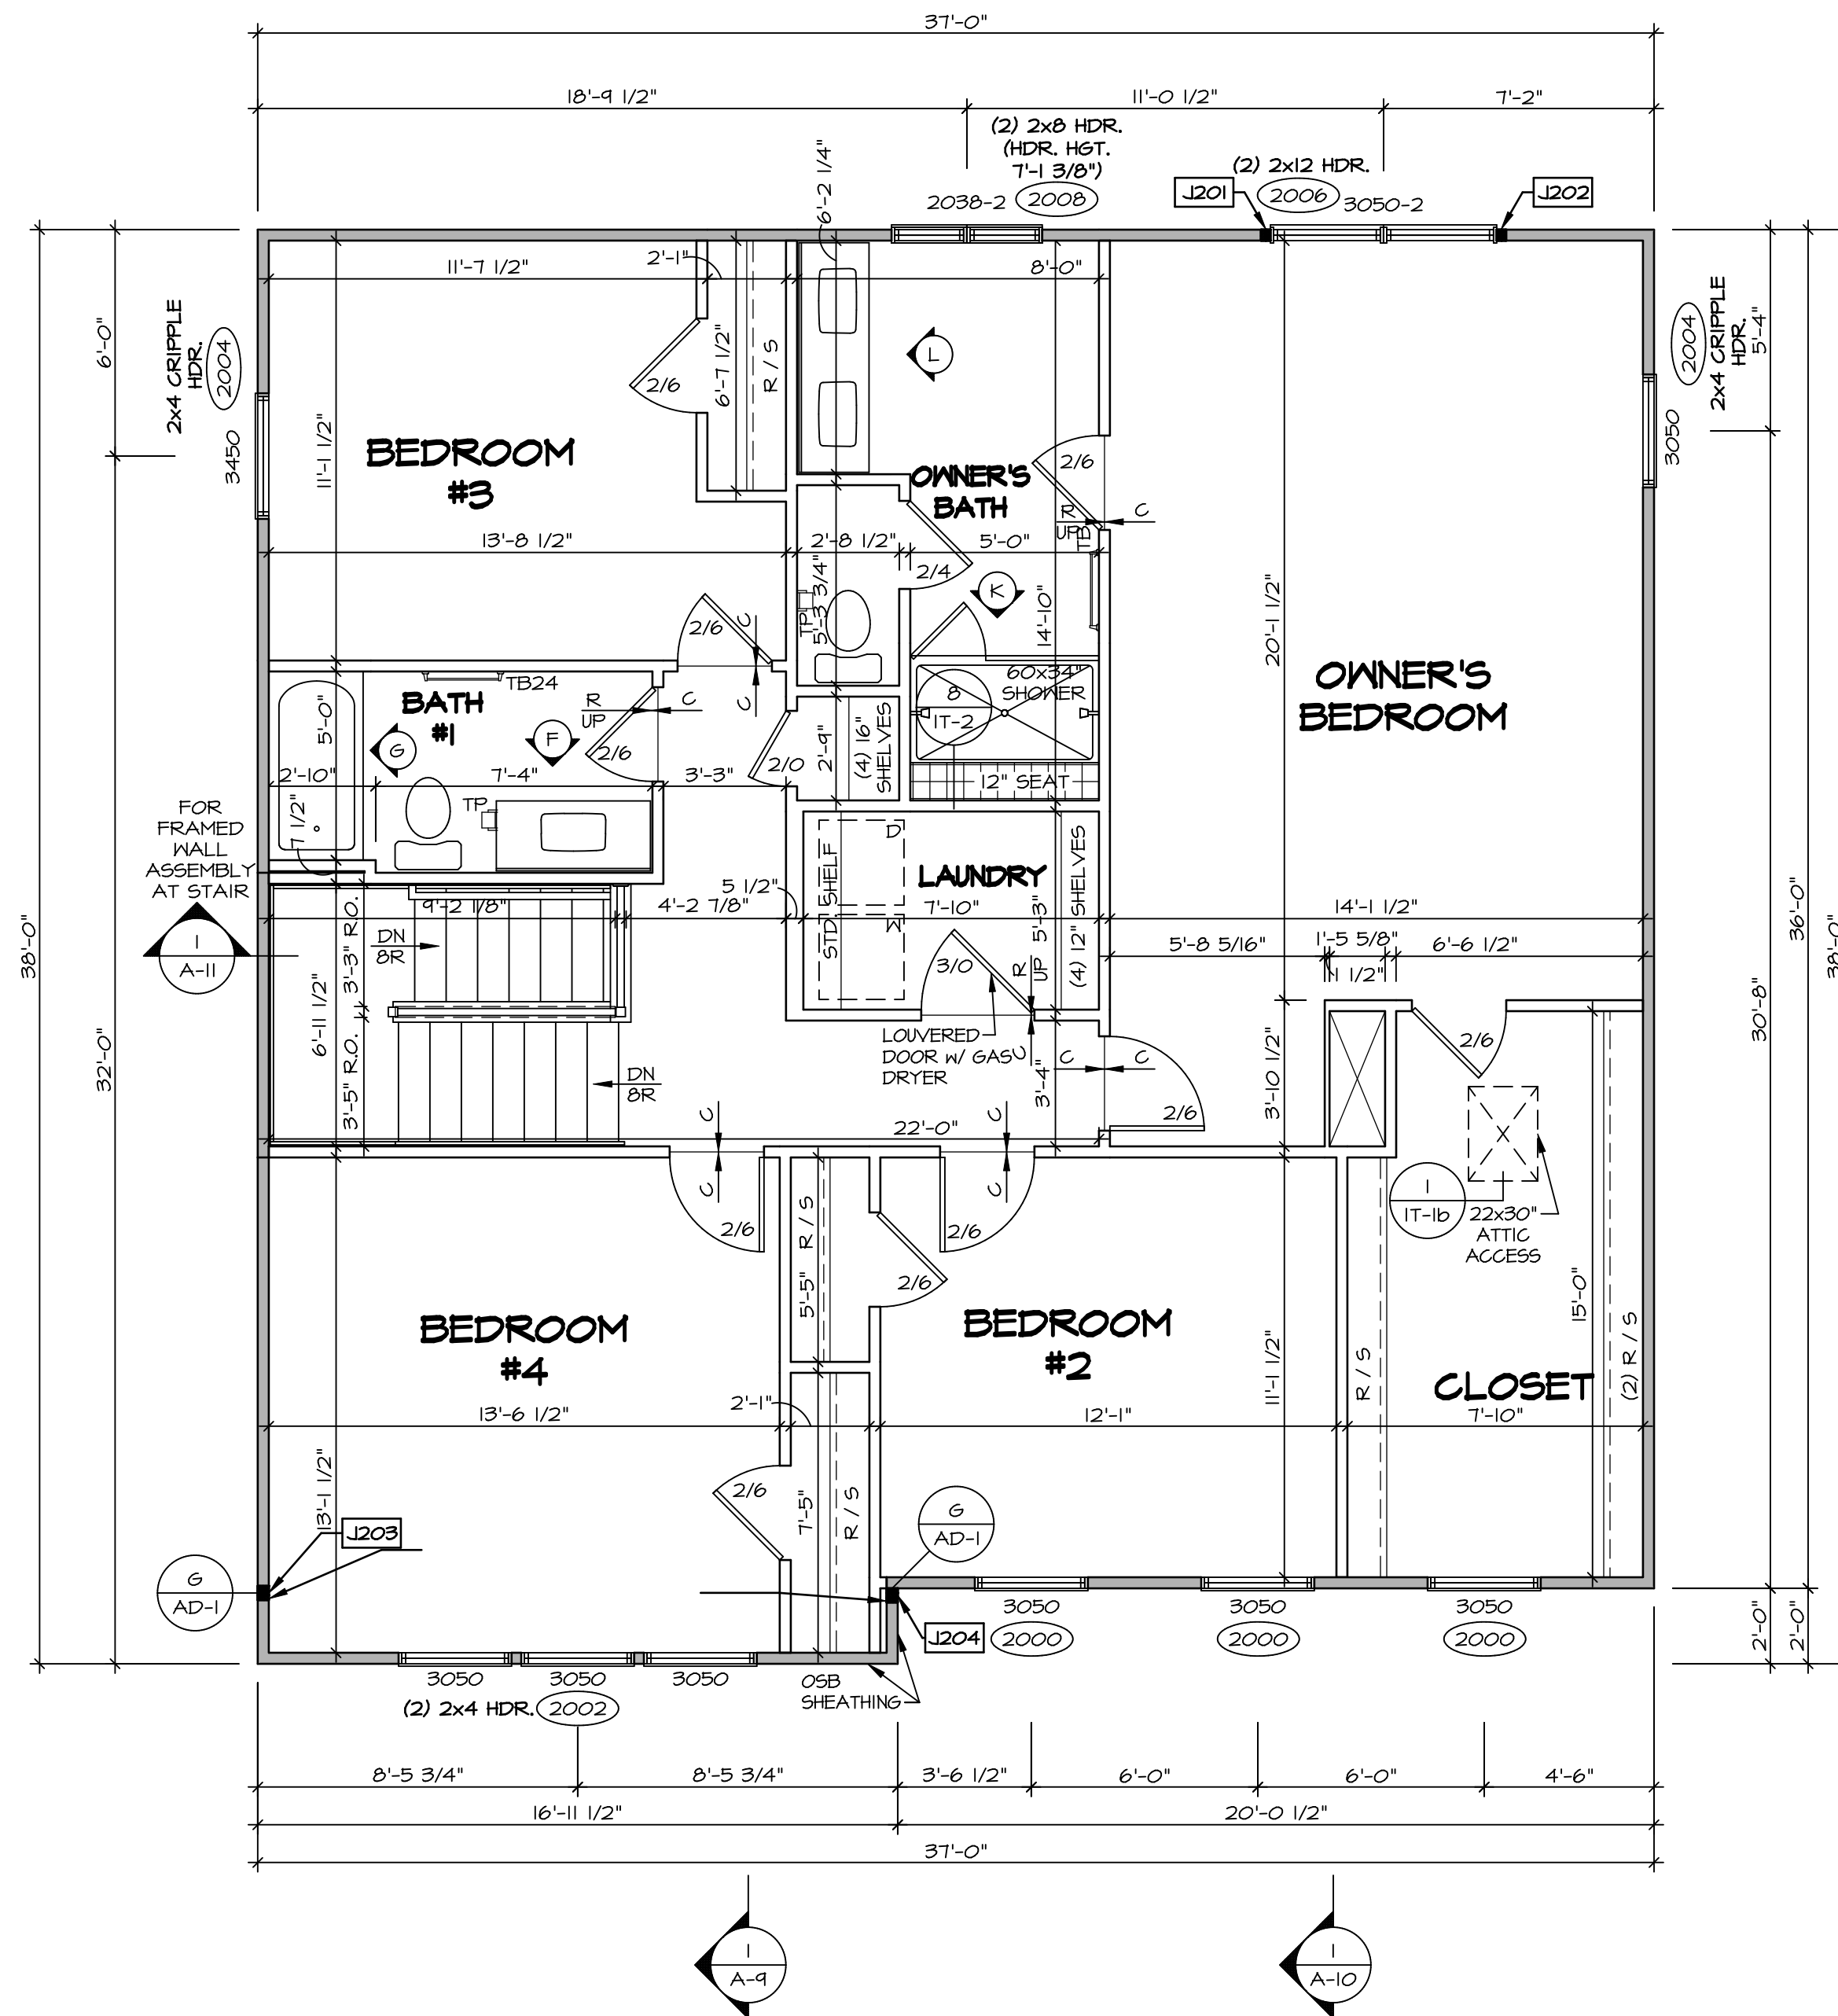 37'-0"
18'-9 1/2"
11'-0 1/2"
7'-2"
(2) 2x8 HDR.
(HDR. HGT.
7'-1 3/8")
2038-2
2008
(2) 2x12 HDR.
J201
2006
3050-2
J202
6'-2 1/4"
11'-7 1/2"
2'-1"
8'-0"
6'-0"
2x4 CRIPPLE
HDR.
2004
3450
11'-1 1/2"
BEDROOM
#3
2/6
6'-7 1/2"
R / S
L
OWNER'S
BATH
2/6
R
UP
TB
C
2004
2x4 CRIPPLE
HDR.
5'-4"
3050
13'-8 1/2"
2'-8 1/2"
5'-0"
2/4
K
5'-3 3/4"
TP
14'-10"
20'-1 1/2"
2/6
C
C
OWNER'S
BEDROOM
60x34"
SHOWER
8
IT-2
12" SEAT
TB24
BATH
#1
R
UP
C
5'-0"
G
F
2/6
2'-10"
7'-4"
3'-3"
2/0
2'-9"
(4) 16"
SHELVES
TP
7 1/2"
FOR
FRAMED
WALL
ASSEMBLY
AT STAIR
1
A-11
D
W
STD. SHELF
LAUNDRY
(4) 12" SHELVES
5 1/2"
7'-10"
5'-3"
9'-2 1/8"
4'-2 7/8"
14'-1 1/2"
5'-8 5/16"
1'-5 5/8"
6'-6 1/2"
1 1/2"
DN
8R
3'-3" R.O.
6'-11 1/2"
3'-5" R.O.
DN
8R
3/0
R
UP
LOUVERED
DOOR W/ GAS
DRYER
C
C
C
3'-4"
2/6
3'-10 1/2"
2/6
38'-0"
32'-0"
36'-0"
38'-0"
30'-8"
22'-0"
C
C
C
C
2/6
2/6
R / S
5'-5"
2/6
1
IT-1b
22x30"
ATTIC
ACCESS
15'-0"
BEDROOM
#4
BEDROOM
#2
11'-1 1/2"
R / S
(2) R / S
CLOSET
13'-6 1/2"
2'-1"
12'-1"
7'-10"
13'-1 1/2"
2/6
7'-5"
R / S
J203
G
AD-1
G
AD-1
J204
3050
2000
3050
2000
3050
2000
2'-0"
2'-0"
3050
3050
3050
(2) 2x4 HDR.
2002
OSB
SHEATHING
8'-5 3/4"
8'-5 3/4"
3'-6 1/2"
6'-0"
6'-0"
4'-6"
16'-11 1/2"
20'-0 1/2"
37'-0"
1
A-9
1
A-10